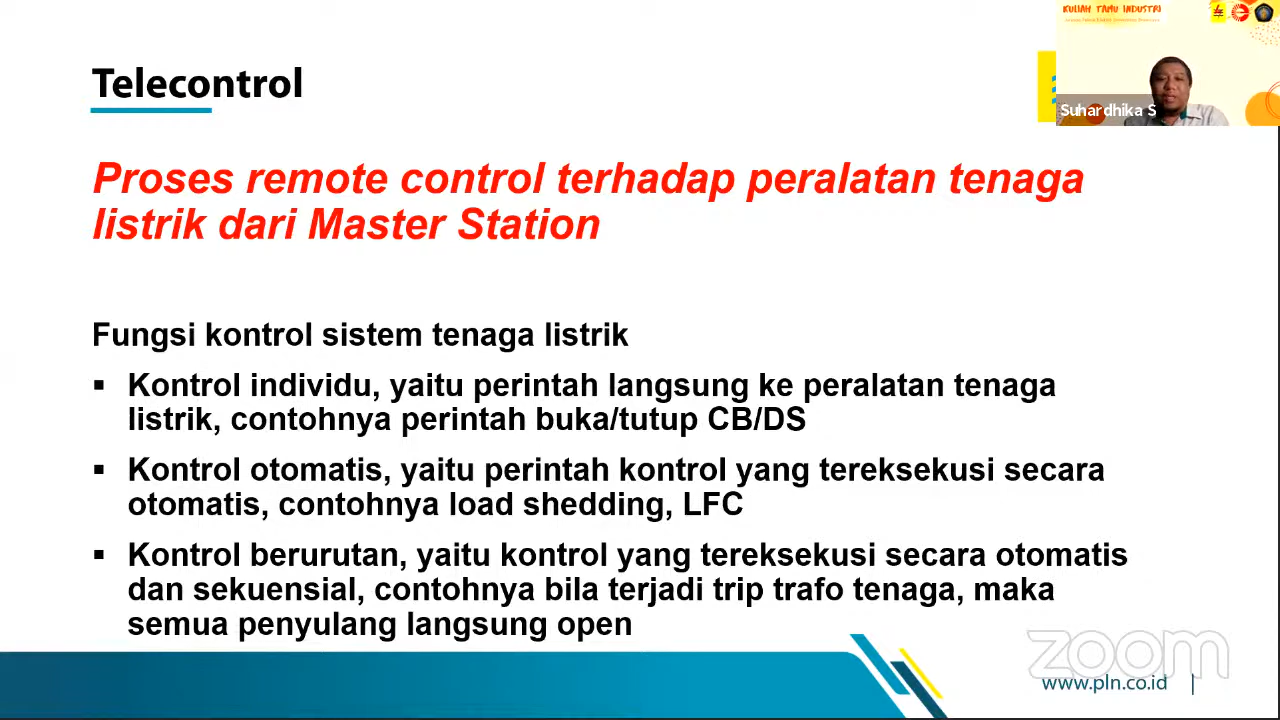 KULIAH TAMU INDUSTRI
Telecontrol
Suhardhika S
Proses remote control terhadap peralatan tenaga
listrik dari Master Station
Fungsi kontrol sistem tenaga listrik
▪ Kontrol individu, yaitu perintah langsung ke peralatan tenaga
listrik, contohnya perintah buka/tutup CB/DS
▪ Kontrol otomatis, yaitu perintah kontrol yang tereksekusi secara
otomatis, contohnya load shedding, LFC
▪ Kontrol berurutan, yaitu kontrol yang tereksekusi secara otomatis
dan sekuensial, contohnya bila terjadi trip trafo tenaga, maka
semua penyulang langsung open
zoom
www.pln.co.id |